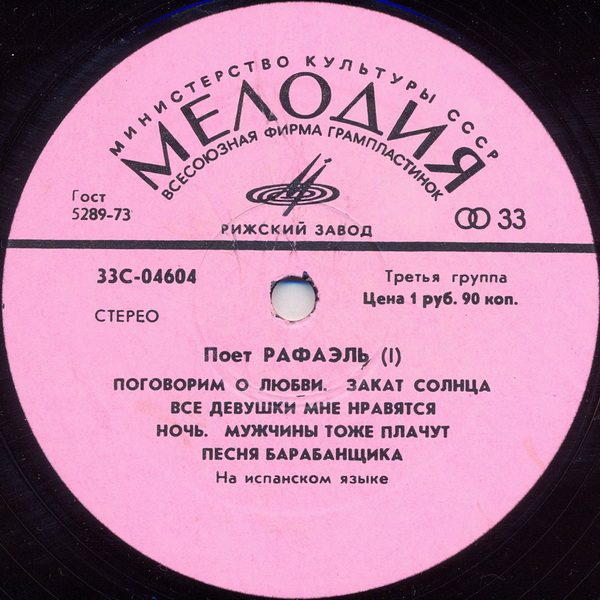 МИНИСТЕРСТВО КУЛЬТУРЫ СССР
МЕЛОДИЯ
ВСЕСОЮЗНАЯ ФИРМА ГРАМПЛАСТИНОК
Гост
5289-73
33
РИЖСКИЙ ЗАВОД
33С-04604
Третья группа
Цена 1 руб. 90 коп.
СТЕРЕО
Поет РАФАЭЛЬ (I)
ПОГОВОРИМ О ЛЮБВИ. ЗАКАТ СОЛНЦА
ВСЕ ДЕВУШКИ МНЕ НРАВЯТСЯ
НОЧЬ. МУЖЧИНЫ ТОЖЕ ПЛАЧУТ
ПЕСНЯ БАРАБАНЩИКА
На испанском языке